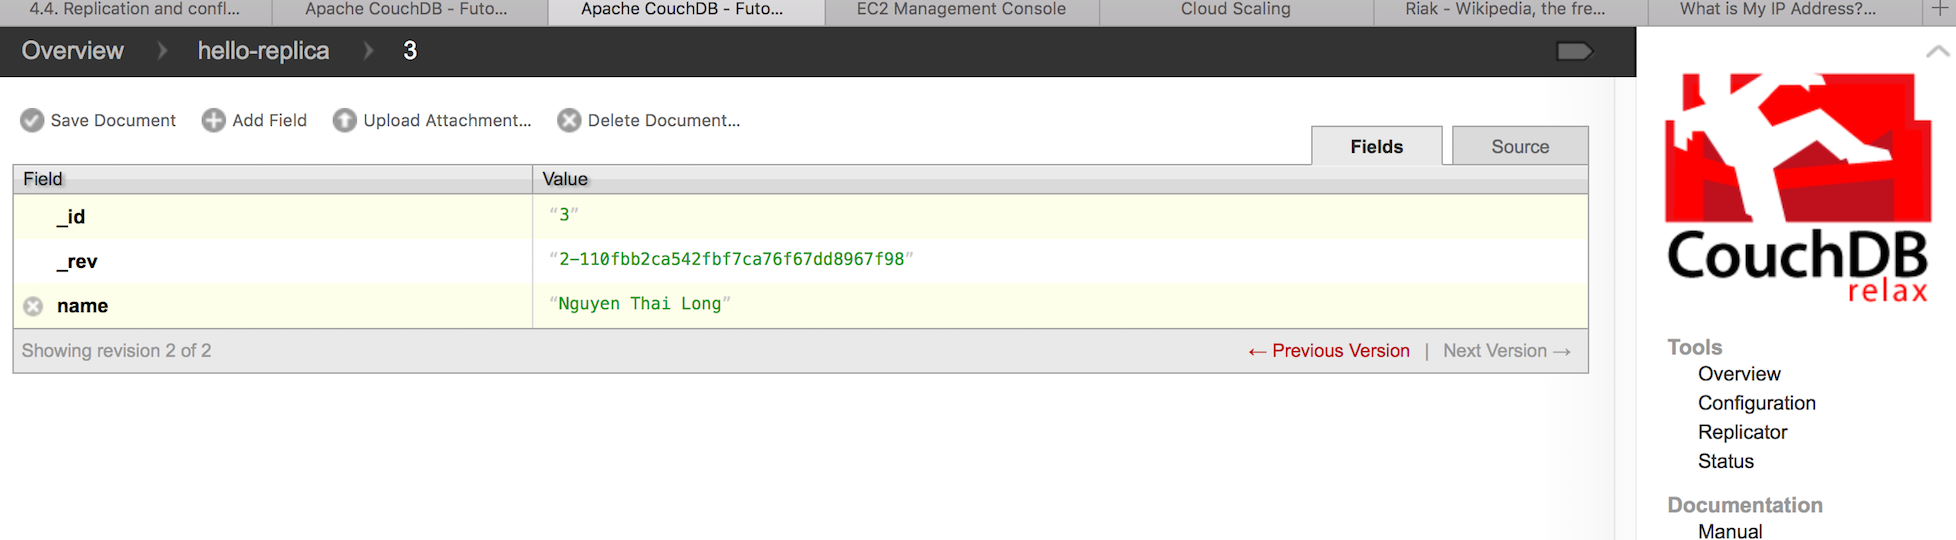 4.4. Replication and confl... Apache CouchDB - Futo... Apache CouchDB - Futo... EC2 Management Console Cloud Scaling Riak - Wikipedia, the fre... What is My IP Address?...
Overview hello-replica 3
Save Document Add Field Upload Attachment... Delete Document...
Fields Source
Field Value
_id "3"
_rev "2-110fbb2ca542fbf7ca76f67dd8967f98"
name "Nguyen Thai Long"
Showing revision 2 of 2 ← Previous Version | Next Version →
CouchDB
relax
Tools
Overview
Configuration
Replicator
Status
Documentation
Manual